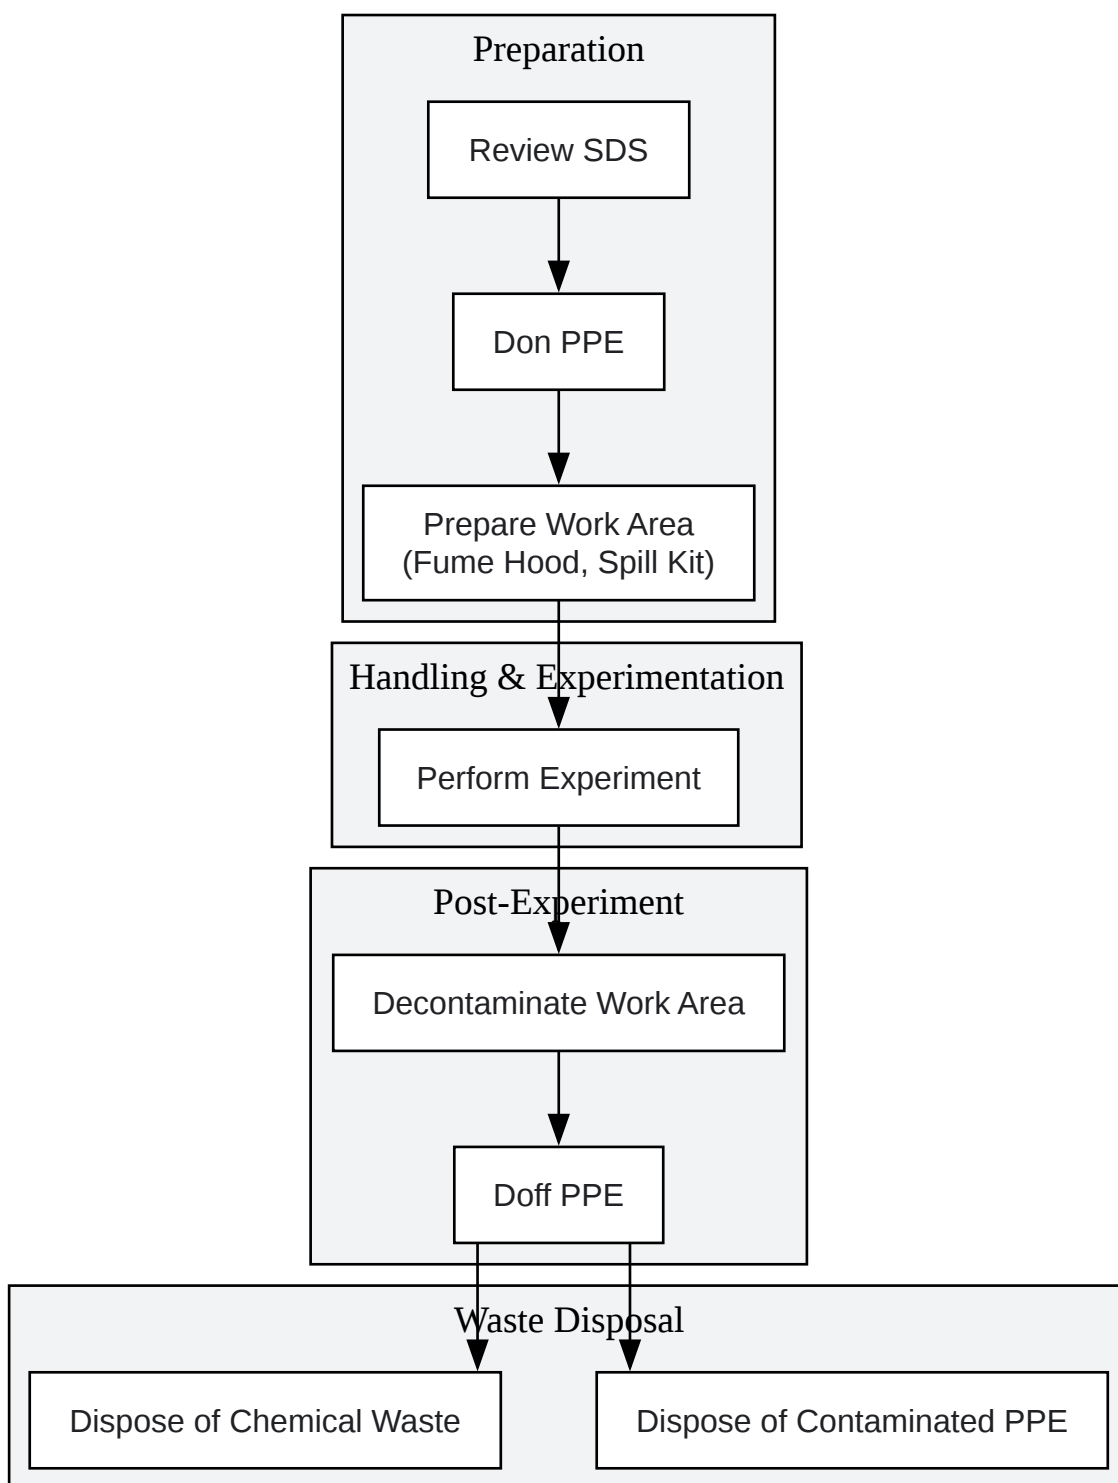 Preparation
Review SDS
Don PPE
Prepare Work Area
(Fume Hood, Spill Kit)
Handling & Experimentation
Perform Experiment
Post-Experiment
Decontaminate Work Area
Doff PPE
Waste Disposal
Dispose of Chemical Waste
Dispose of Contaminated PPE